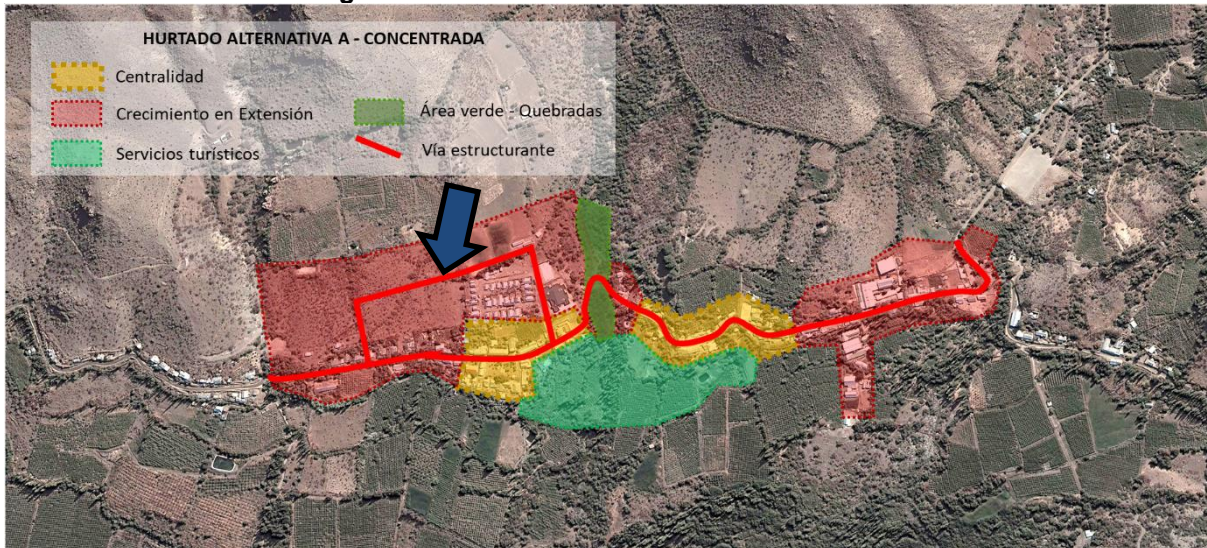 HURTADO ALTERNATIVA A - CONCENTRADA
Centralidad
Crecimiento en Extensión
Servicios turísticos
Área verde - Quebradas
Vía estructurante